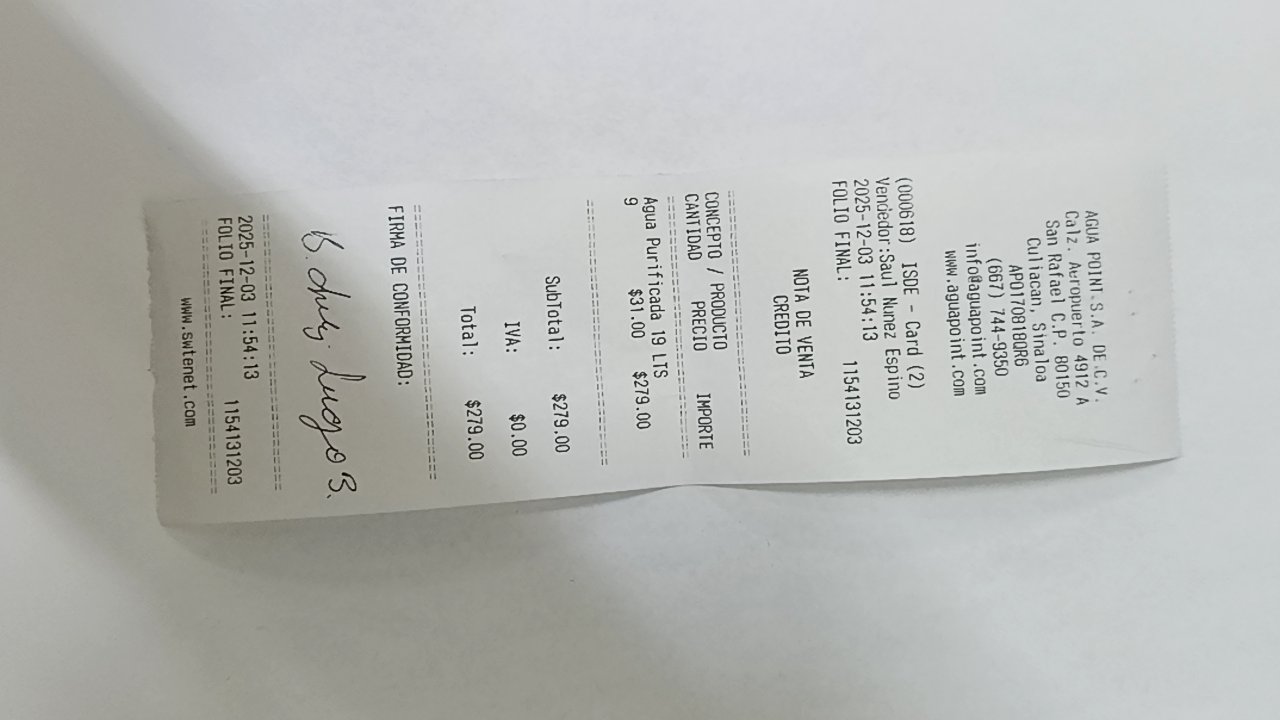 AGUA POINT.S.A. DE.C.V.
Calz. Aeropuerto 4912 A
San Rafael C.P. 80150
Culiacan, Sinaloa
APO170818QR6
(667) 744-9350
info@aguapoint.com
www.aguapoint.com
(000618) ISDE - Card (2)
Vendedor:Saul Nunez Espino
2025-12-03 11:54:13
FOLIO FINAL: 1154131203
NOTA DE VENTA
CREDITO
CONCEPTO / PRODUCTO
CANTIDAD PRECIO IMPORTE
Agua Purificada 19 LTS
9 $31.00 $279.00
SubTotal: $279.00
IVA: $0.00
Total: $279.00
FIRMA DE CONFORMIDAD:
Lugo B.
2025-12-03 11:54:13
FOLIO FINAL: 1154131203
www.swtenet.com